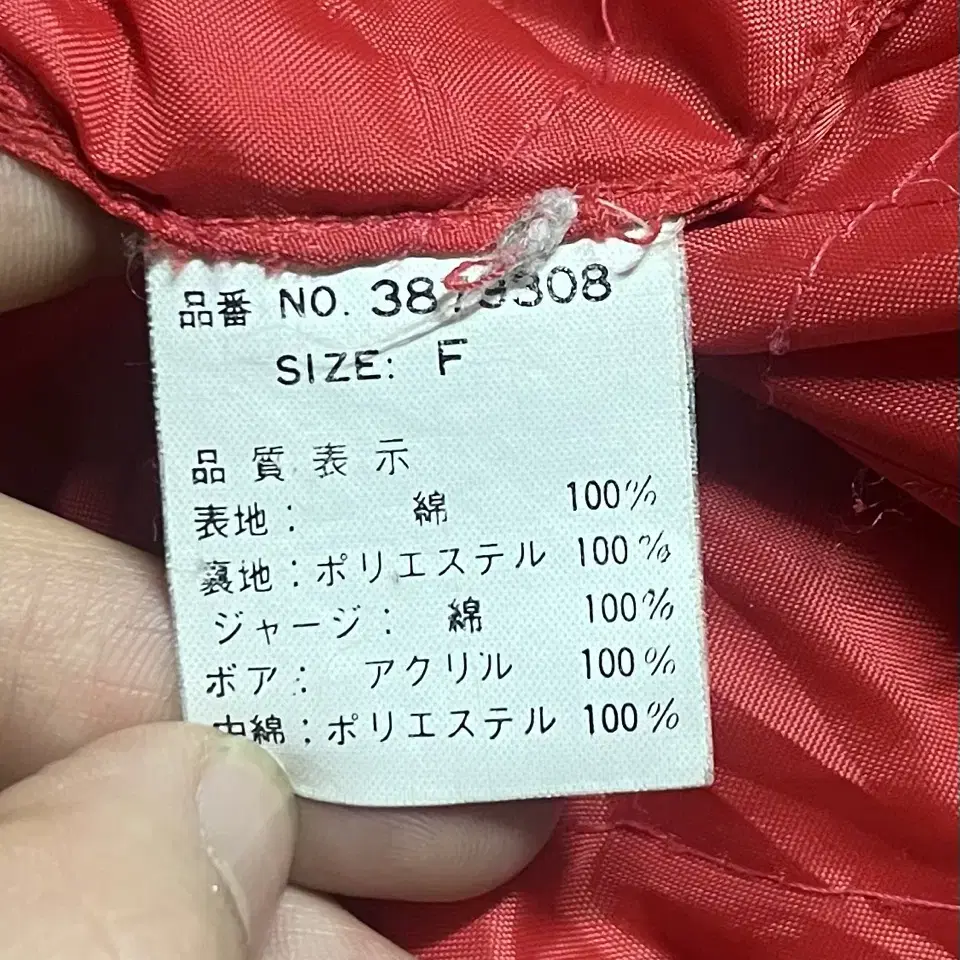 品番 NO. 38 3308
SIZE: F
品質表示
表地: 綿 100%
裏地:ポリエステル 100%
ジャージ: 綿 100%
ボア: アクリル 100%
中綿:ポリエステル 100%